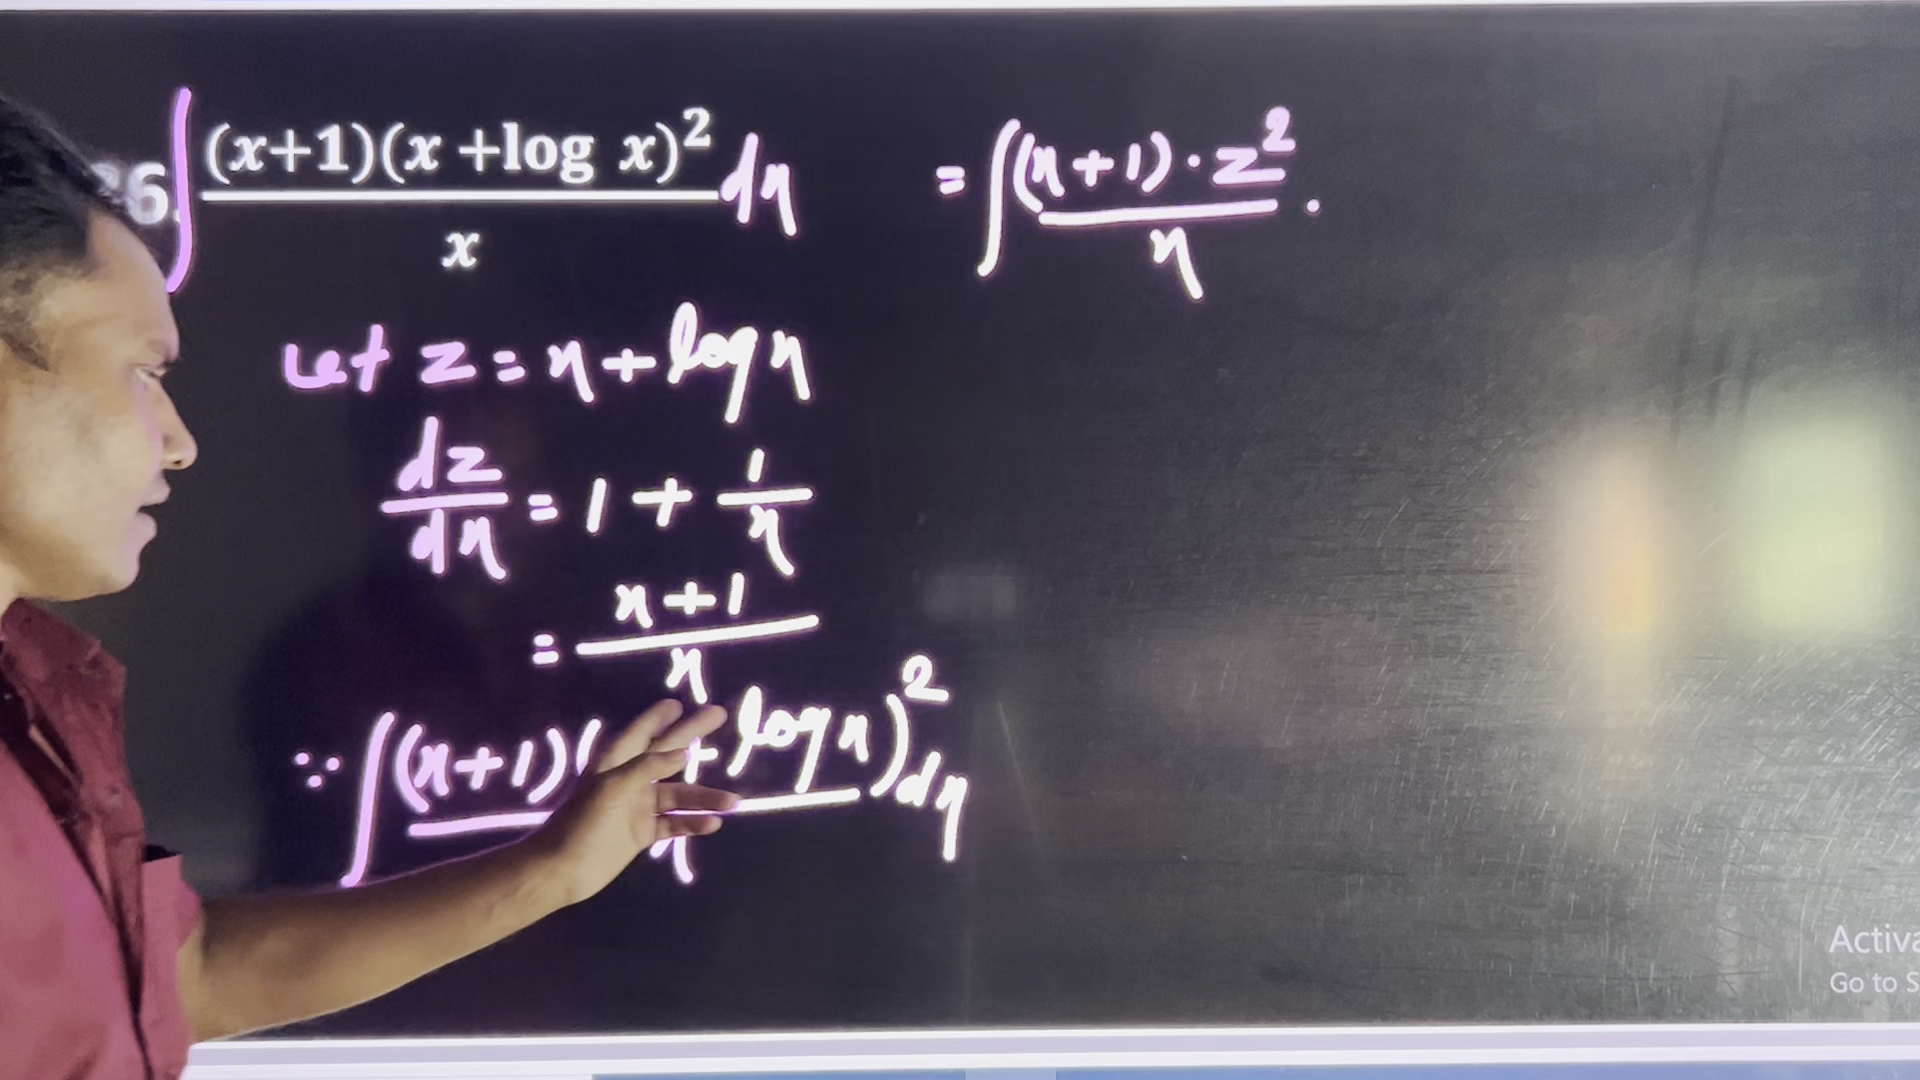 36. ∫ (x+1)(x+log x)² / x dx
Let z = x + log x
dz/dx = 1 + 1/x
= x+1 / x
∵ ∫ (x+1)( + log x)² / x dx
= ∫ (x+1) · z² / x .
Activa
Go to S